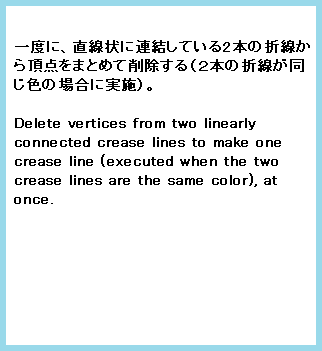 一度に、直線状に連結している2本の折線か
ら頂点をまとめて削除する（２本の折線が同
じ色の場合に実施）。
Delete vertices from two linearly
connected crease lines to make one
crease line (executed when the two
crease lines are the same color), at
once.